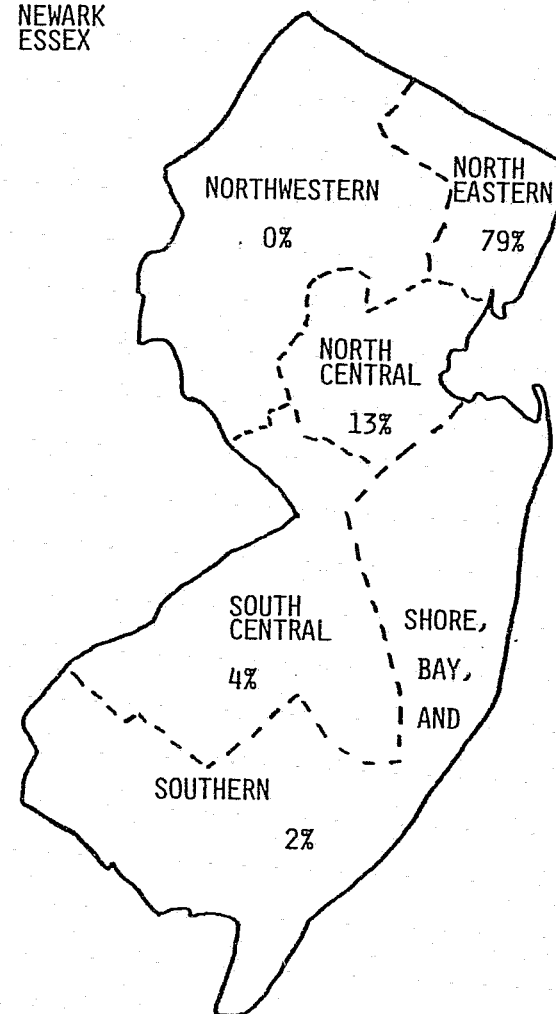 NEWARK
ESSEX
NORTH
EASTERN
79%
NORTHWESTERN
0%
NORTH
CENTRAL
13%
SOUTH
CENTRAL
4%
SHORE,
BAY,
AND
SOUTHERN
2%